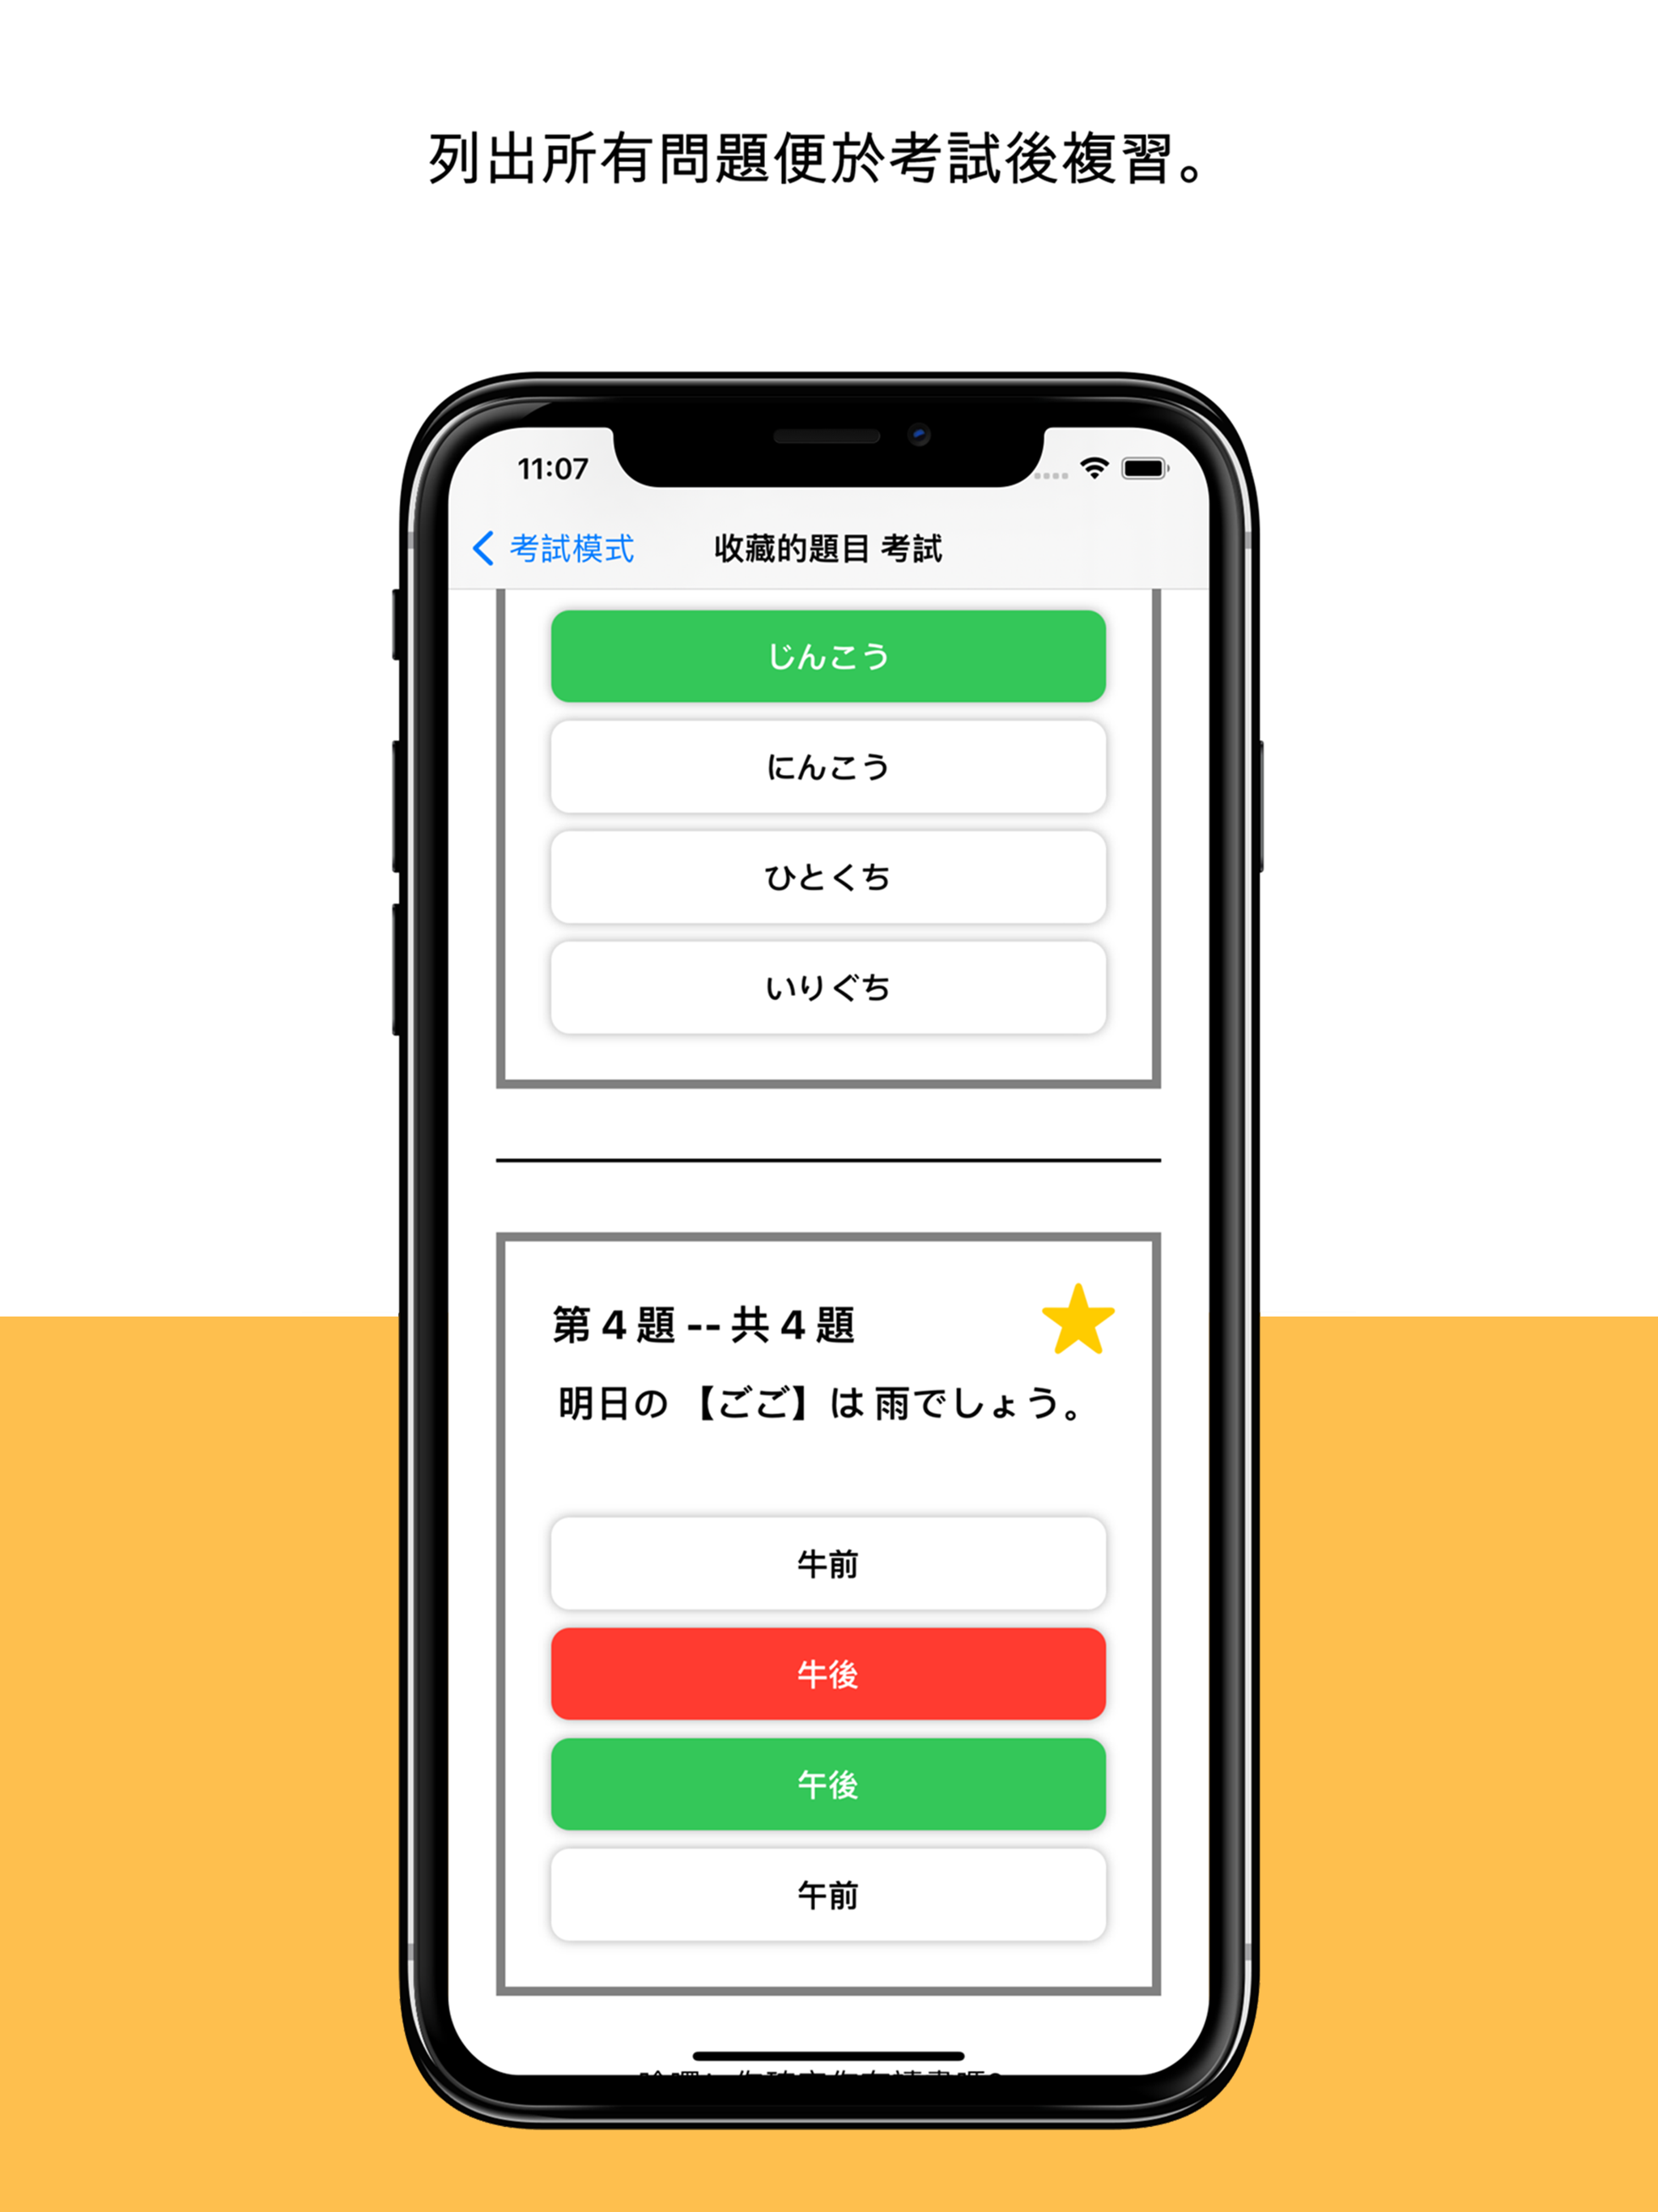 列出所有問題便於考試後複習。
11:07
考試模式
收藏的題目 考試
じんこう
にんこう
ひとくち
いりぐち
第 4 題 -- 共 4 題
明日の 【ごご】は 雨でしょう。
牛前
牛後
午後
午前